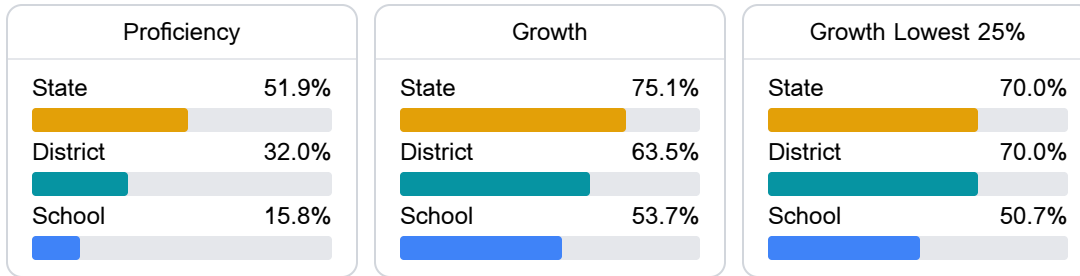 Proficiency
State 51.9%
District 32.0%
School 15.8%
Growth
State 75.1%
District 63.5%
School 53.7%
Growth Lowest 25%
State 70.0%
District 70.0%
School 50.7%